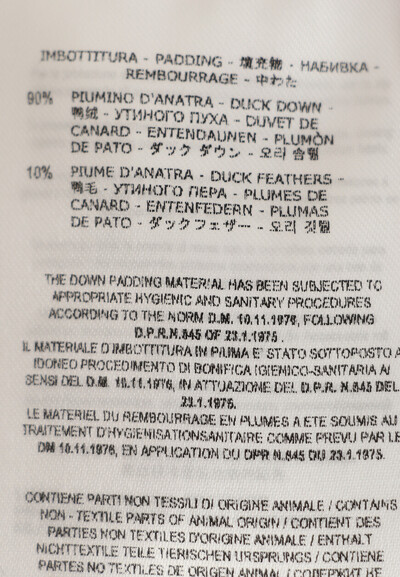 IMBOTTITURA - PADDING - 填充物 - НАБИВКА -
REMBOURRAGE - 中わた
90% PIUMINO D'ANATRA - DUCK DOWN -
鸭绒 - УТИНОГО ПУХА - DUVET DE
CANARD - ENTENDAUNEN - PLUMÒN
DE PATO - ダック ダウン - 오리 솜털
10% PIUME D'ANATRA - DUCK FEATHERS -
鸭毛 - УТИНОГО ПЕРА - PLUMES DE
CANARD - ENTENFEDERN - PLUMAS
DE PATO - ダックフェザー - 오리 깃털
THE DOWN PADDING MATERIAL HAS BEEN SUBJECTED TO
APPROPRIATE HYGIENIC AND SANITARY PROCEDURES
ACCORDING TO THE NORM D.M. 10.11.1976, FOLLOWING
D.P.R.N.845 OF 23.1.1975.
IL MATERIALE D'IMBOTTITURA IN PIUMA E' STATO SOTTOPOSTO A
IDONEO PROCEDIMENTO DI BONIFICA IGIENICO-SANITARIA AI
SENSI DEL D.M. 10.11.1976, IN ATTUAZIONE DEL D.P.R. N.845 DEL
23.1.1975.
LE MATERIEL DU REMBOURRAGE EN PLUMES A ETE SOUMIS AU
TRAITEMENT D'HYGIENISATIONSANITAIRE COMME PREVU PAR LE
DM 10.11.1976, EN APPLICATION DU DPR N.845 DU 23.1.1975.
CONTIENE PARTI NON TESSILI DI ORIGINE ANIMALE / CONTAINS
NON - TEXTILE PARTS OF ANIMAL ORIGIN / CONTIENT DES
PARTIES NON TEXTILES D'ORIGINE ANIMALE / ENTHALT
NICHTTEXTILE TEILE TIERISCHEN URSPRUNGS / CONTIENE
PARTES NO TEXTILES DE ORIGEN ANIMAL / СОДЕРЖИТ НЕ